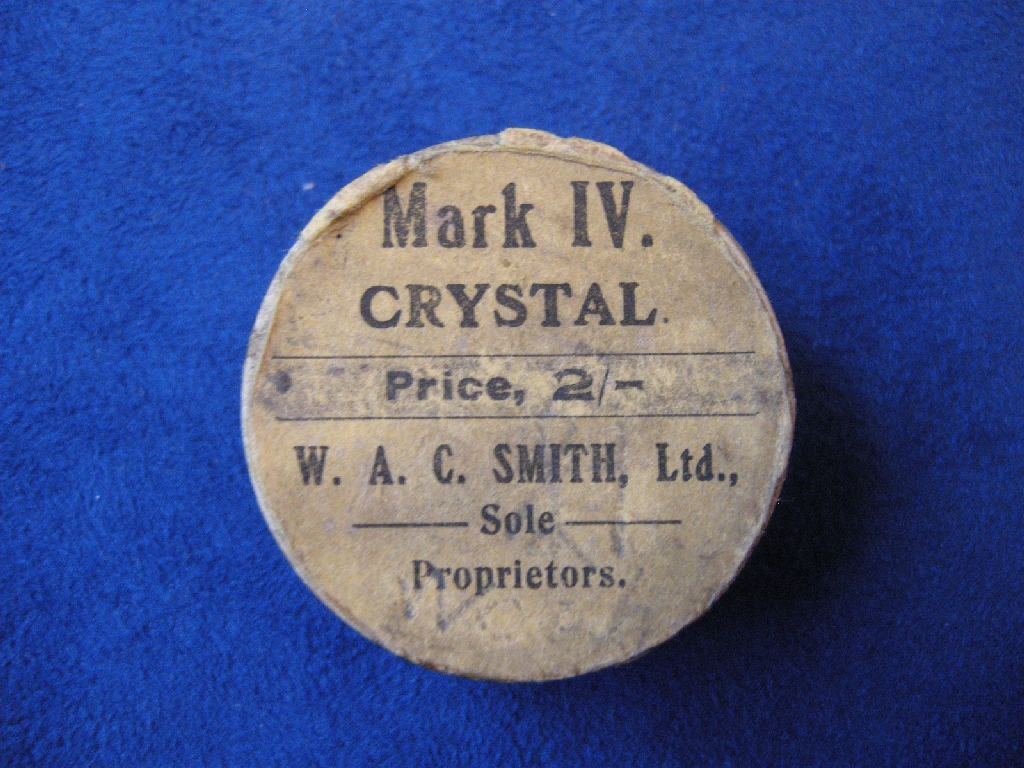 Mark IV.
CRYSTAL.
Price, 2/-
W. A. C. SMITH, Ltd.,
Sole
Proprietors.